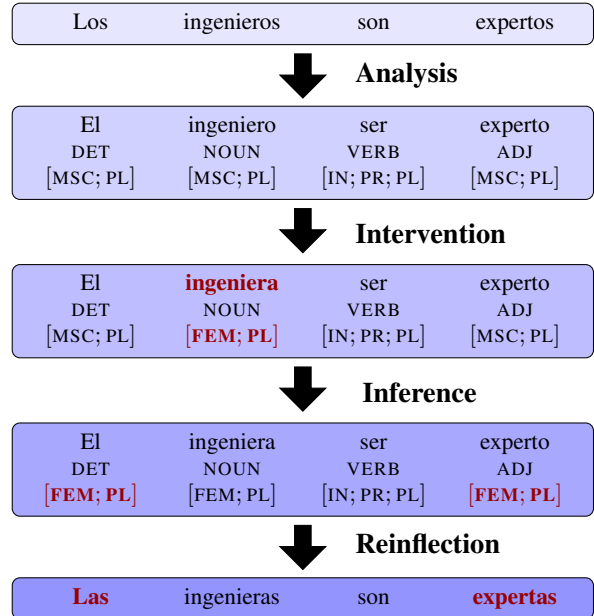 Los ingenieros son expertos
Analysis
El ingeniero ser experto
DET NOUN VERB ADJ
[MSC; PL] [MSC; PL] [IN; PR; PL] [MSC; PL]
Intervention
El ingeniera ser experto
DET NOUN VERB ADJ
[MSC; PL] [FEM; PL] [IN; PR; PL] [MSC; PL]
Inference
El ingeniera ser experto
DET NOUN VERB ADJ
[FEM; PL] [FEM; PL] [IN; PR; PL] [FEM; PL]
Reinflection
Las ingenieras son expertas